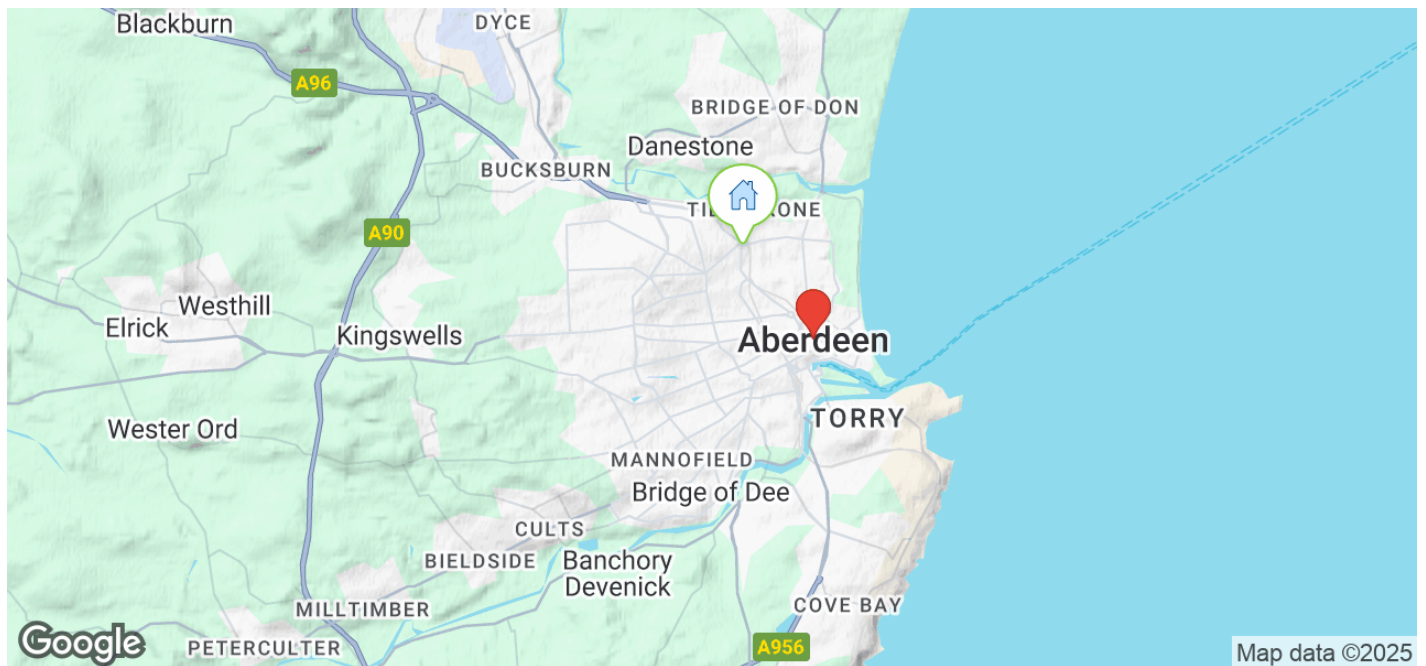 Blackburn
DYCE
A96
BRIDGE OF DON
Danestone
BUCKSBURN
A90
Westhill
Elrick
Kingswells
Aberdeen
TORRY
Wester Ord
MANNOFIELD
Bridge of Dee
CULTS
BIELDSIDE
Banchory
Devenick
MILLTIMBER
COVE BAY
PETERCULTER
A956
Google
Map data ©2025